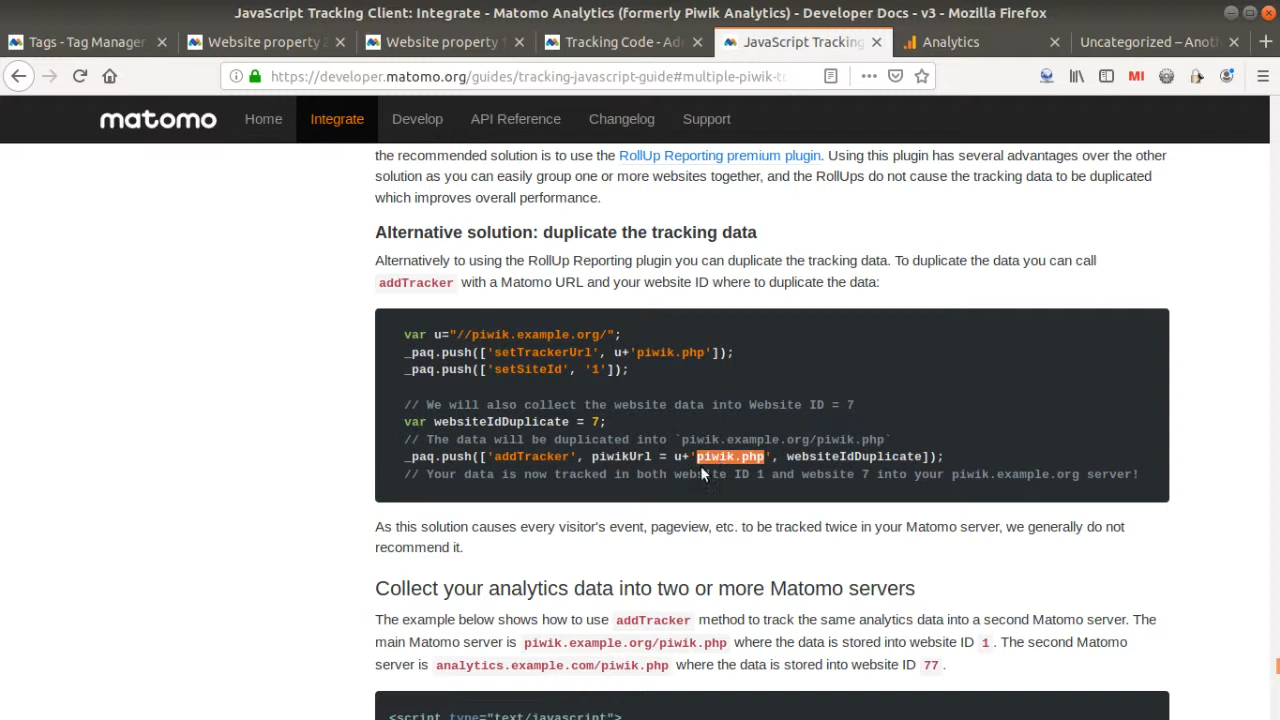 JavaScript Tracking Client: Integrate - Matomo Analytics (formerly Piwik Analytics) - Developer Docs - v3 - Mozilla Firefox
Tags - Tag Manager
Website property
Website property
Tracking Code - Ad
JavaScript Tracking
Analytics
Uncategorized – Anot
https://developer.matomo.org/guides/tracking-javascript-guide#multiple-piwik-t
MI
matomo
Home
Integrate
Develop
API Reference
Changelog
Support
the recommended solution is to use the RollUp Reporting premium plugin. Using this plugin has several advantages over the other
solution as you can easily group one or more websites together, and the RollUps do not cause the tracking data to be duplicated
which improves overall performance.
Alternative solution: duplicate the tracking data
Alternatively to using the RollUp Reporting plugin you can duplicate the tracking data. To duplicate the data you can call
addTracker with a Matomo URL and your website ID where to duplicate the data:
var u="//piwik.example.org/";
_paq.push(['setTrackerUrl', u+'piwik.php']);
_paq.push(['setSiteId', '1']);
// We will also collect the website data into Website ID = 7
var websiteIdDuplicate = 7;
// The data will be duplicated into `piwik.example.org/piwik.php`
_paq.push(['addTracker', piwikUrl = u+'piwik.php', websiteIdDuplicate]);
// Your data is now tracked in both website ID 1 and website 7 into your piwik.example.org server!
As this solution causes every visitor's event, pageview, etc. to be tracked twice in your Matomo server, we generally do not
recommend it.
Collect your analytics data into two or more Matomo servers
The example below shows how to use addTracker method to track the same analytics data into a second Matomo server. The
main Matomo server is piwik.example.org/piwik.php where the data is stored into website ID 1. The second Matomo
server is analytics.example.com/piwik.php where the data is stored into website ID 77.
<script type="text/javascript">